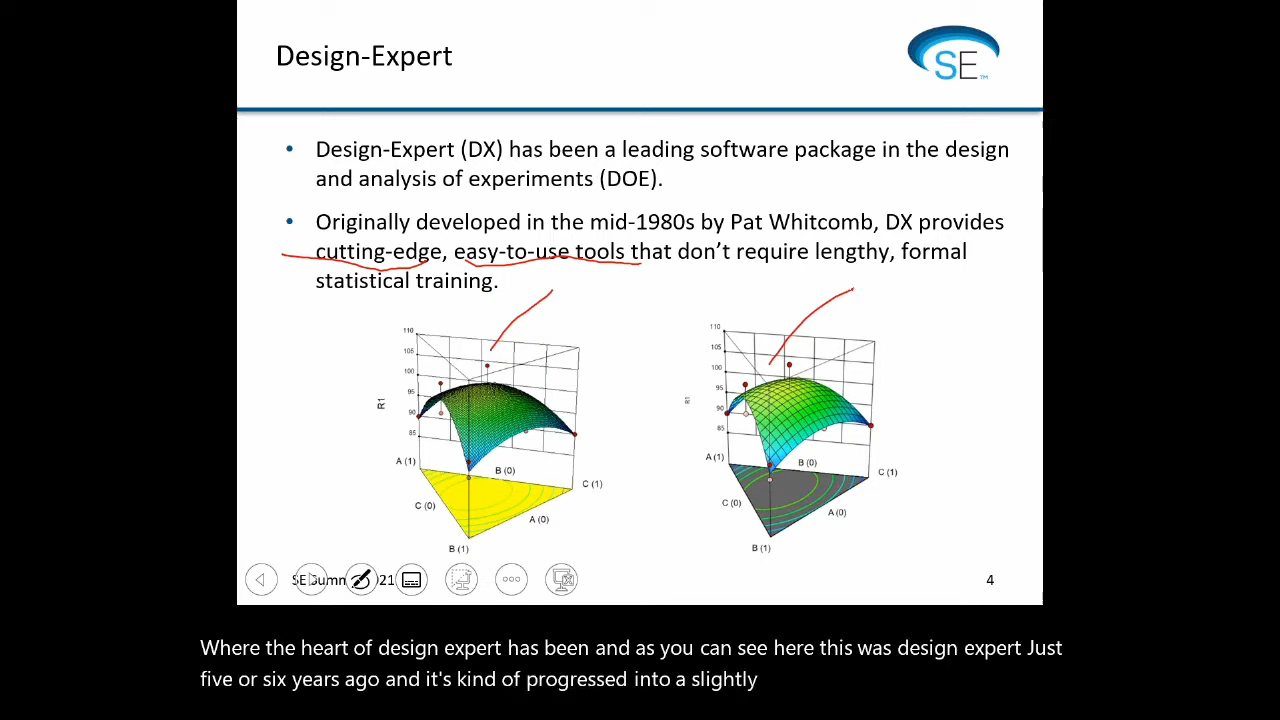 Design-Expert
SE™
• Design-Expert (DX) has been a leading software package in the design
and analysis of experiments (DOE).
• Originally developed in the mid-1980s by Pat Whitcomb, DX provides
cutting-edge, easy-to-use tools that don’t require lengthy, formal
statistical training.
110
105
100
95
90
85
R1
A (1)
B (0)
C (1)
C (0)
A (0)
B (1)
110
105
100
95
90
85
R1
A (1)
B (0)
C (1)
C (0)
A (0)
B (1)
SE Summ 21
4
Where the heart of design expert has been and as you can see here this was design expert Just
five or six years ago and it's kind of progressed into a slightly